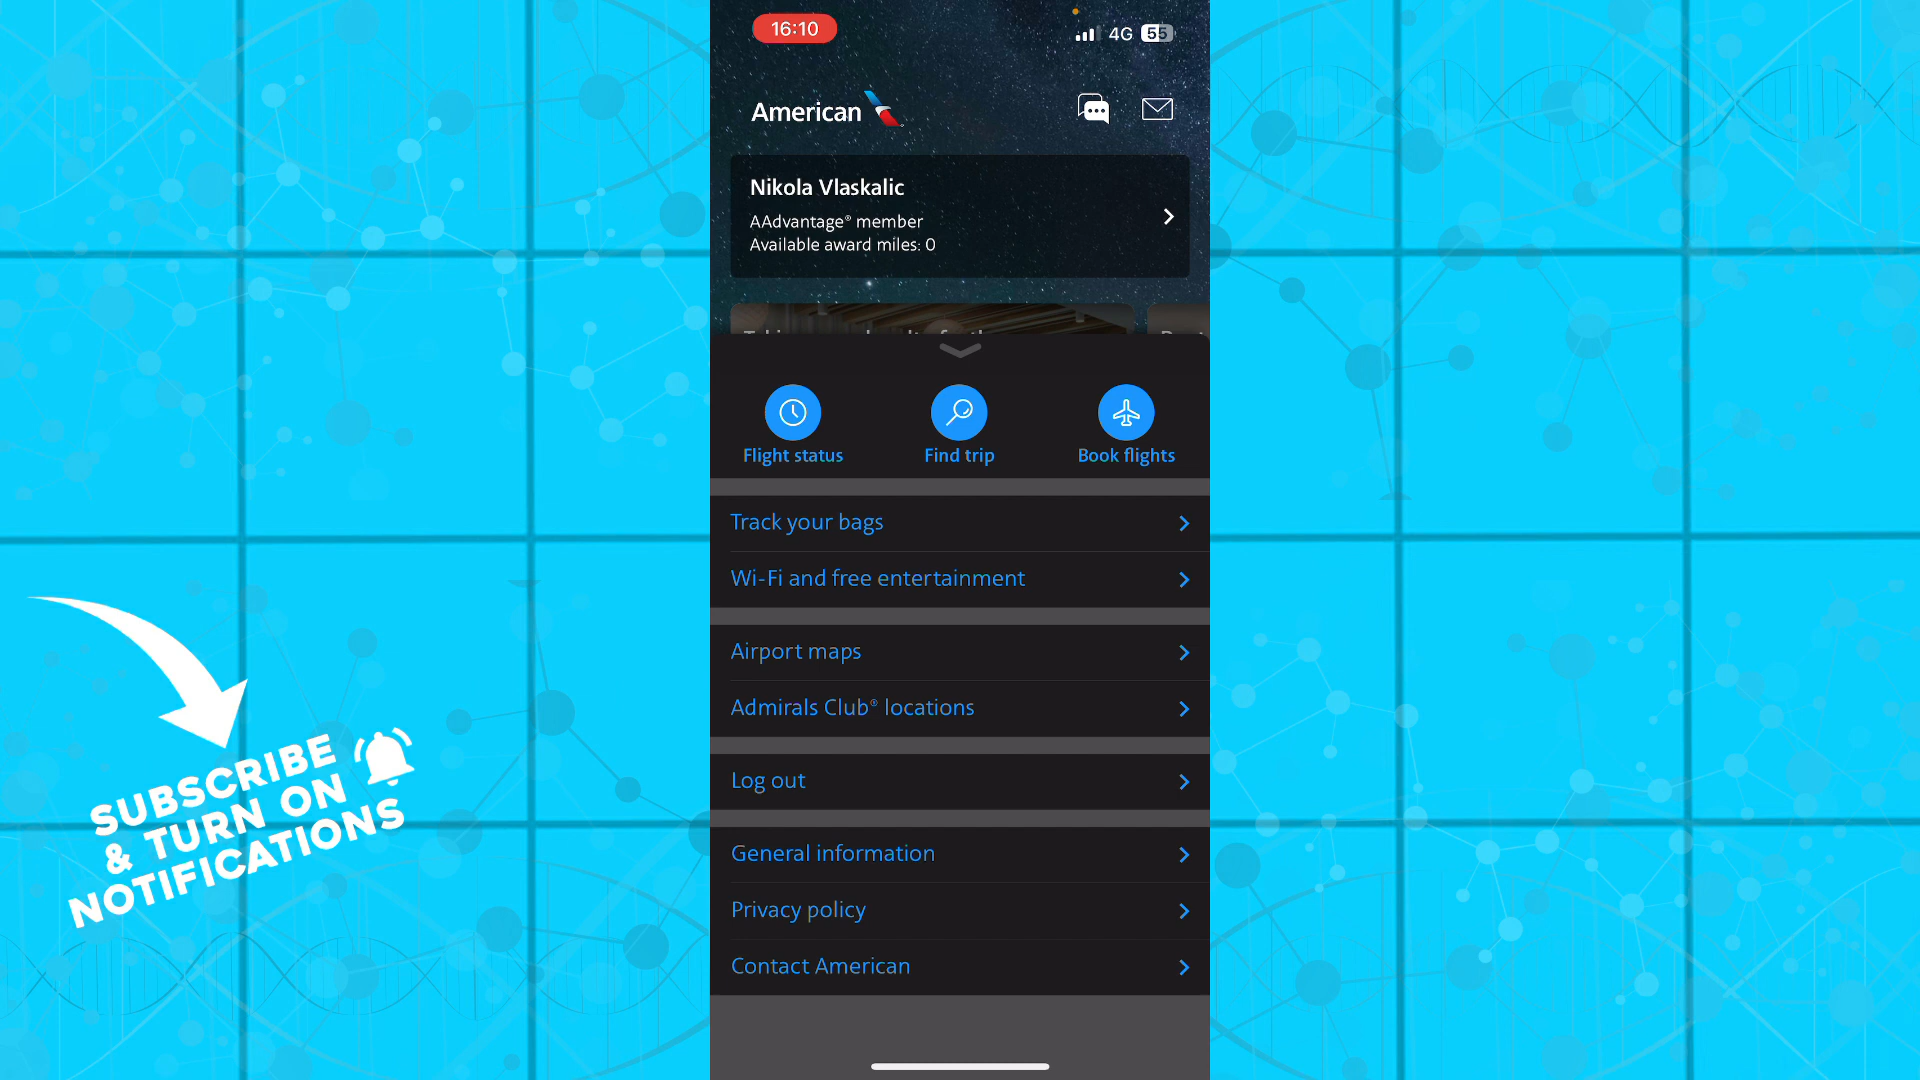 16:10
4G 55
American
Nikola Vlaskalic
AAdvantage® member
Available award miles: 0
Flight status
Find trip
Book flights
Track your bags
Wi-Fi and free entertainment
Airport maps
Admirals Club® locations
Log out
General information
Privacy policy
Contact American
SUBSCRIBE
& TURN ON
NOTIFICATIONS